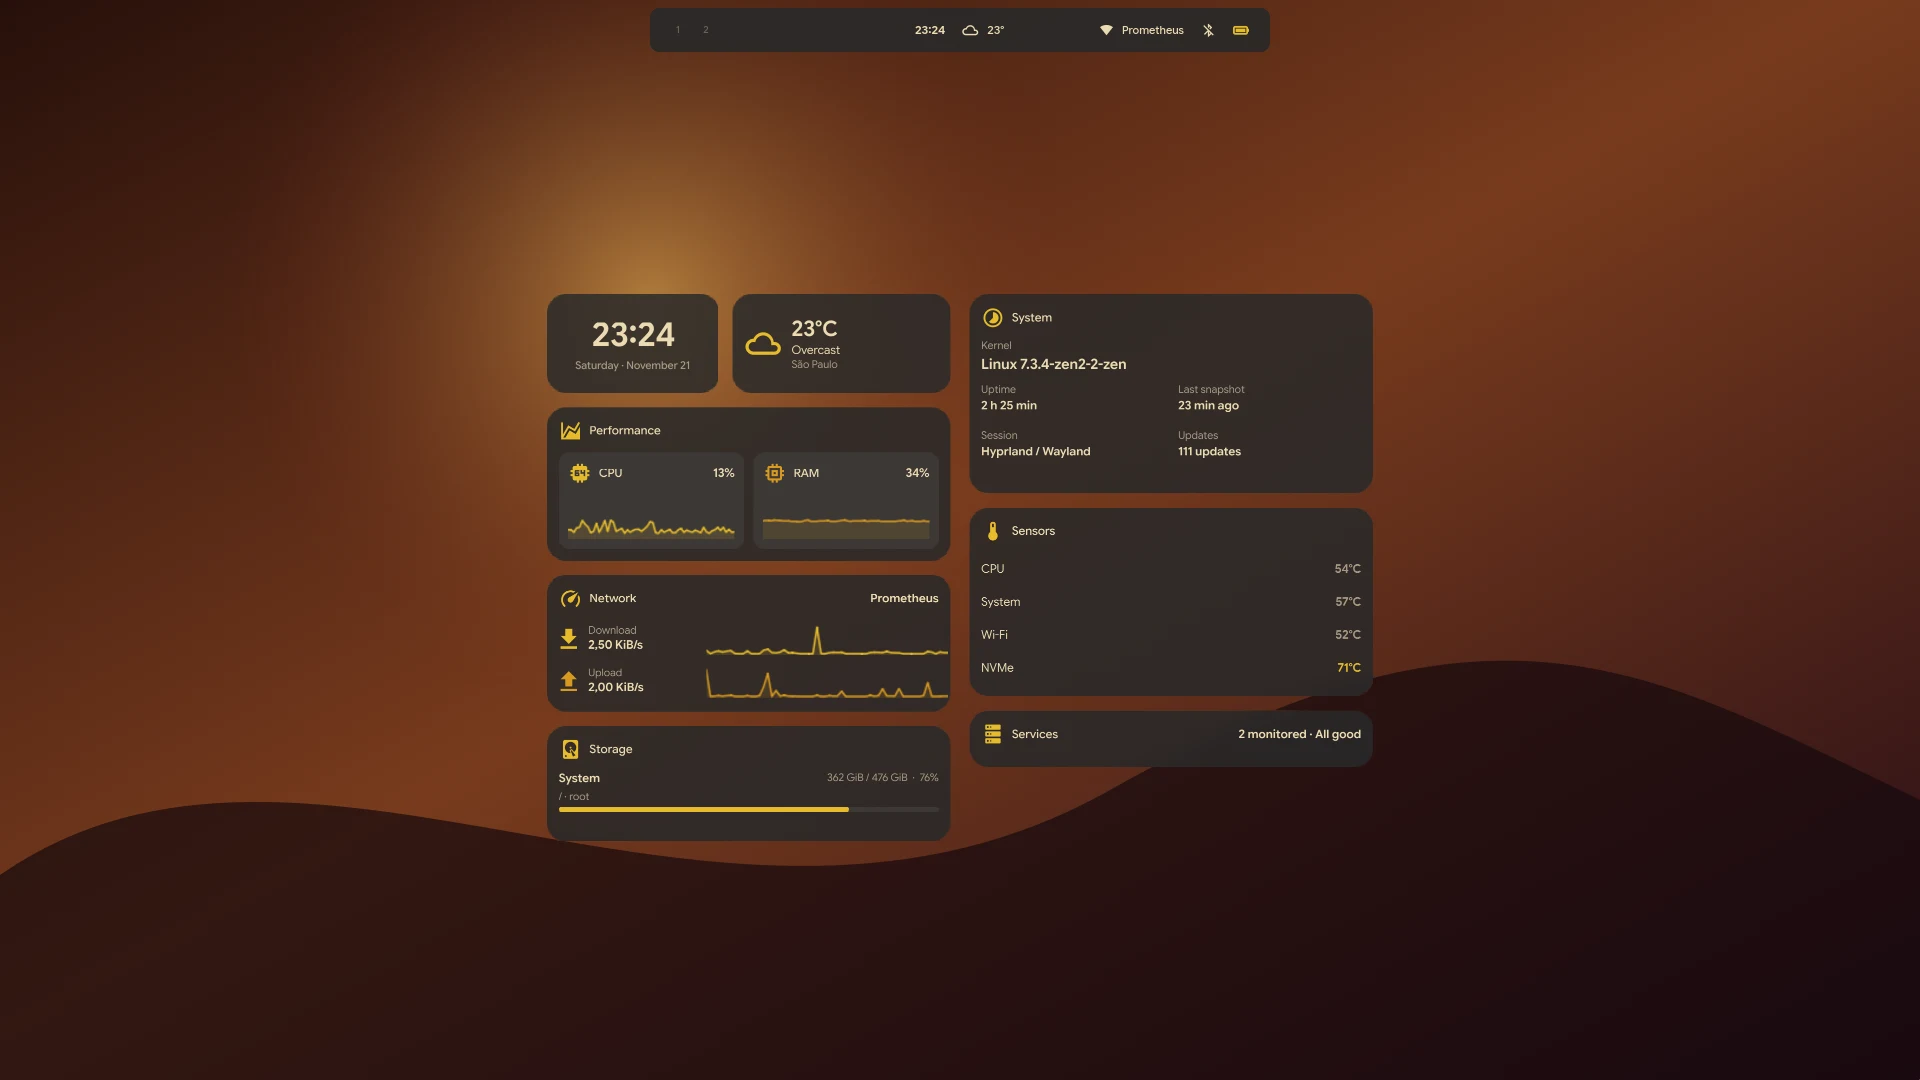 1 2 23:24 23° Prometheus
23:24
Saturday · November 21
23°C
Overcast
São Paulo
Performance
64
CPU 13%
RAM 34%
Network Prometheus
Download
2,50 KiB/s
Upload
2,00 KiB/s
Storage
System 362 GiB / 476 GiB · 76%
/ · root
System
Kernel
Linux 7.3.4-zen2-2-zen
Uptime Last snapshot
2 h 25 min 23 min ago
Session Updates
Hyprland / Wayland 111 updates
Sensors
CPU 54°C
System 57°C
Wi-Fi 52°C
NVMe 71°C
Services 2 monitored · All good